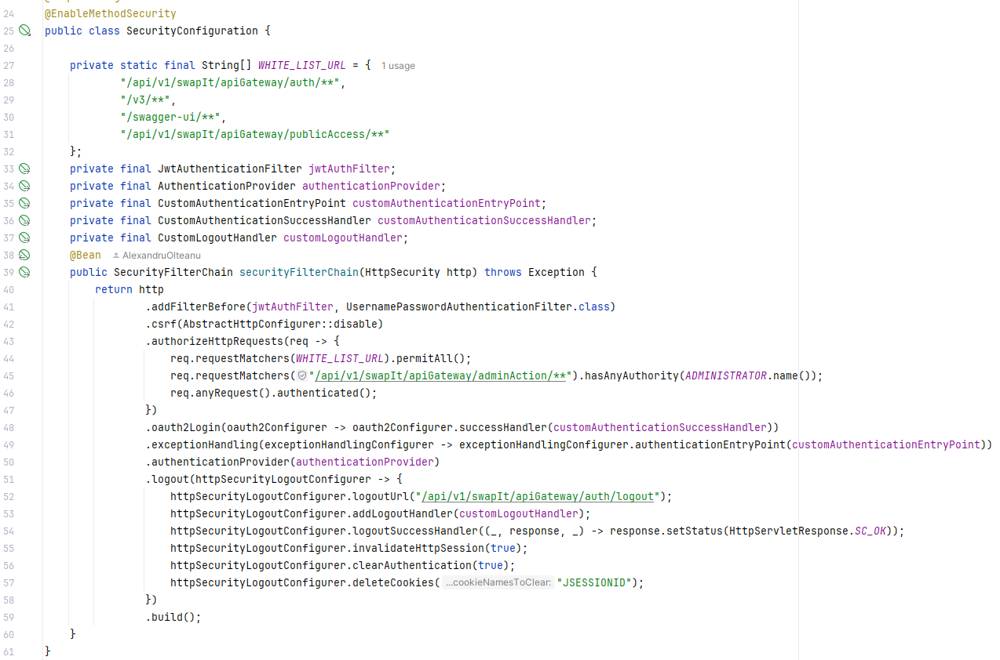 24 @EnableMethodSecurity
25 public class SecurityConfiguration {
26
27     private static final String[] WHITE_LIST_URL = {  1 usage
28             "/api/v1/swapIt/apiGateway/auth/**",
29             "/v3/**",
30             "/swagger-ui/**",
31             "/api/v1/swapIt/apiGateway/publicAccess/**"
32     };
33     private final JwtAuthenticationFilter jwtAuthFilter;
34     private final AuthenticationProvider authenticationProvider;
35     private final CustomAuthenticationEntryPoint customAuthenticationEntryPoint;
36     private final CustomAuthenticationSuccessHandler customAuthenticationSuccessHandler;
37     private final CustomLogoutHandler customLogoutHandler;
38     @Bean  AlexandruOlteanu
39     public SecurityFilterChain securityFilterChain(HttpSecurity http) throws Exception {
40         return http
41                 .addFilterBefore(jwtAuthFilter, UsernamePasswordAuthenticationFilter.class)
42                 .csrf(AbstractHttpConfigurer::disable)
43                 .authorizeHttpRequests(req -> {
44                     req.requestMatchers(WHITE_LIST_URL).permitAll();
45                     req.requestMatchers("/api/v1/swapIt/apiGateway/adminAction/**").hasAnyAuthority(ADMINISTRATOR.name());
46                     req.anyRequest().authenticated();
47                 })
48                 .oauth2Login(oauth2Configurer -> oauth2Configurer.successHandler(customAuthenticationSuccessHandler))
49                 .exceptionHandling(exceptionHandlingConfigurer -> exceptionHandlingConfigurer.authenticationEntryPoint(customAuthenticationEntryPoint))
50                 .authenticationProvider(authenticationProvider)
51                 .logout(httpSecurityLogoutConfigurer -> {
52                     httpSecurityLogoutConfigurer.logoutUrl("/api/v1/swapIt/apiGateway/auth/logout");
53                     httpSecurityLogoutConfigurer.addLogoutHandler(customLogoutHandler);
54                     httpSecurityLogoutConfigurer.logoutSuccessHandler((_, response, _) -> response.setStatus(HttpServletResponse.SC_OK));
55                     httpSecurityLogoutConfigurer.invalidateHttpSession(true);
56                     httpSecurityLogoutConfigurer.clearAuthentication(true);
57                     httpSecurityLogoutConfigurer.deleteCookies( ...cookieNamesToClear: "JSESSIONID");
58                 })
59                 .build();
60     }
61 }